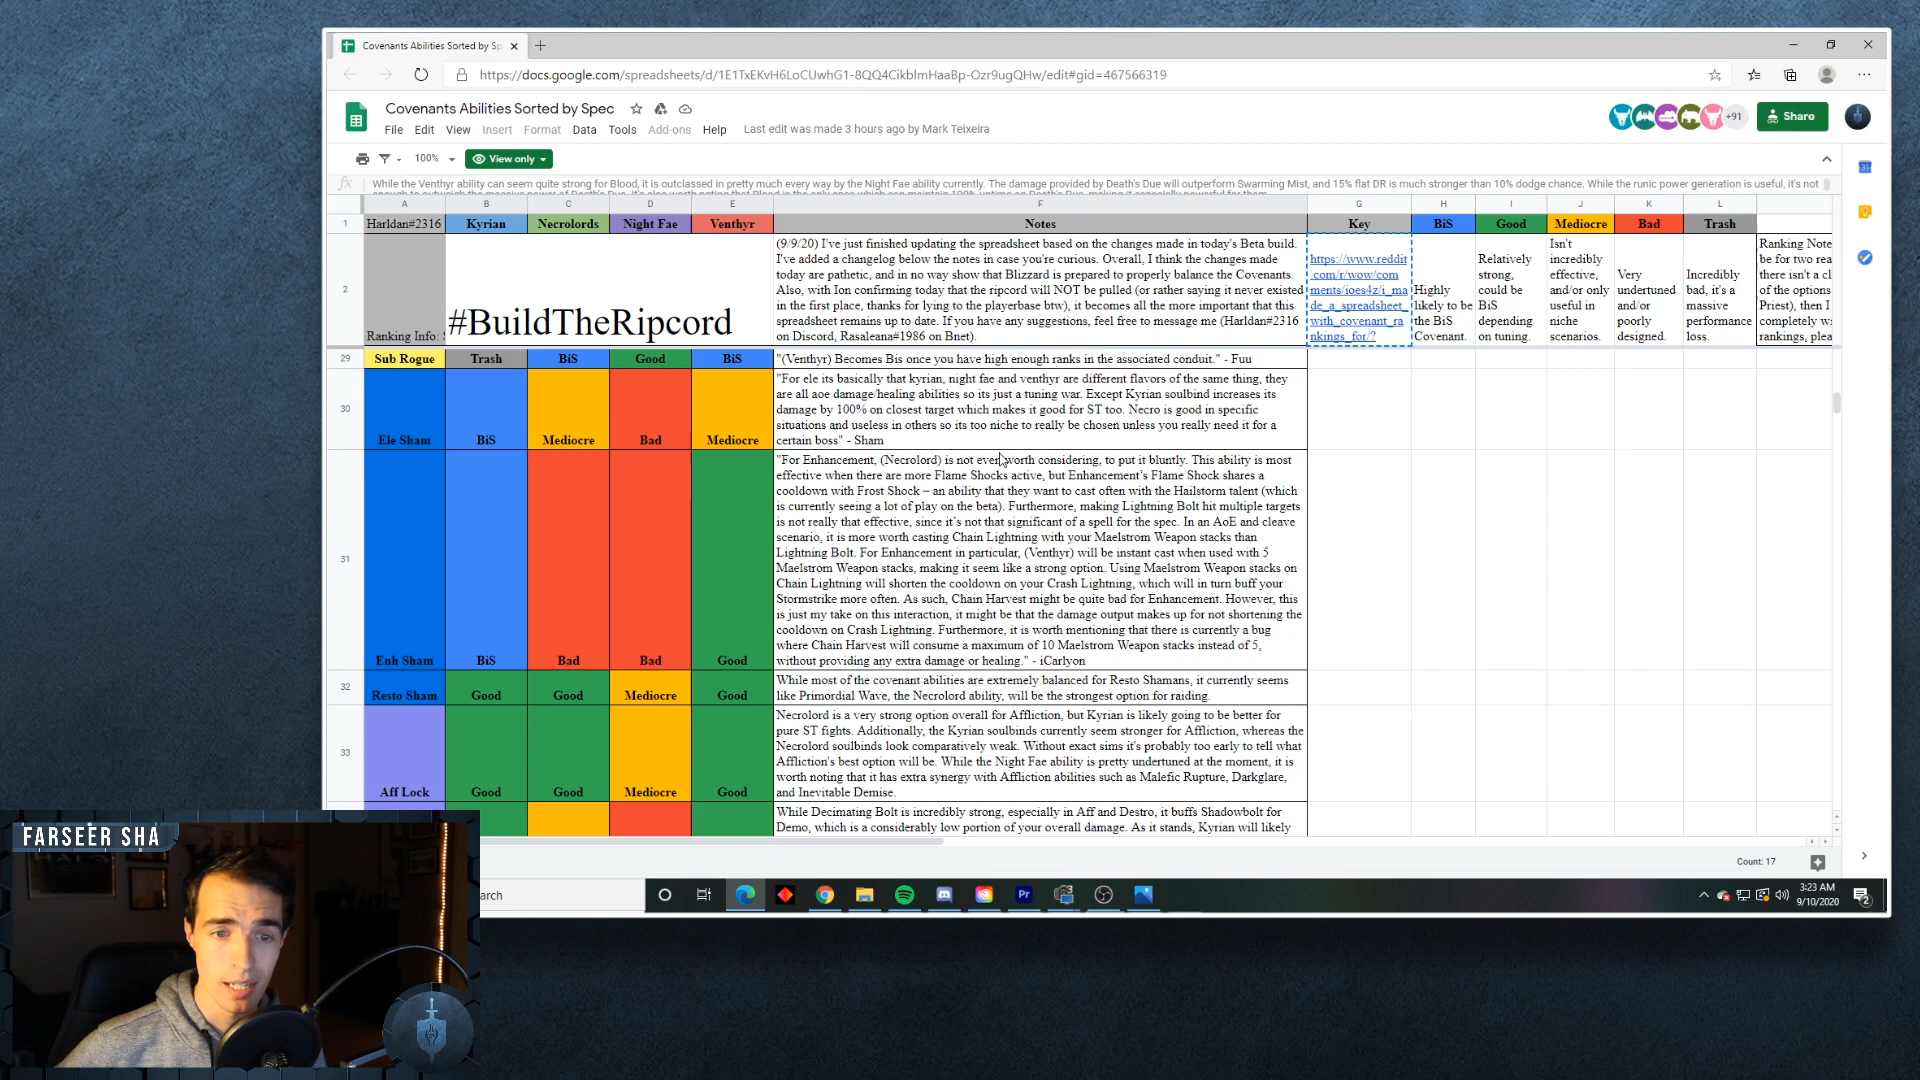 Covenants Abilities Sorted by Sp
https://docs.google.com/spreadsheets/d/1E1TxEKvH6LoCUwhG1-8QQ4CikblmHaaBp-Ozr9ugQHw/edit#gid=467566319
Covenants Abilities Sorted by Spec
+91
Share
File Edit View Insert Format Data Tools Add-ons Help Last edit was made 3 hours ago by Mark Teixeira
100% View only
fx While the Venthyr ability can seem quite strong for Blood, it is outclassed in pretty much every way by the Night Fae ability currently. The damage provided by Death's Due will outperform Swarming Mist, and 15% flat DR is much stronger than 10% dodge chance. While the runic power generation is useful, it's not
A B C D E F G H I J K L
1 Harldan#2316 Kyrian Necrolords Night Fae Venthyr Notes Key BiS Good Mediocre Bad Trash
2
Ranking Info:
#BuildTheRipcord
(9/9/20) I've just finished updating the spreadsheet based on the changes made in today's Beta build.
I've added a changelog below the notes in case you're curious. Overall, I think the changes made
today are pathetic, and in no way show that Blizzard is prepared to properly balance the Covenants.
Also, with Ion confirming today that the ripcord will NOT be pulled (or rather saying it never existed
in the first place, thanks for lying to the playerbase btw), it becomes all the more important that this
spreadsheet remains up to date. If you have any suggestions, feel free to message me (Harldan#2316
on Discord, Rasaleana#1986 on Bnet).
https://www.reddit
.com/r/wow/com
ments/ioes4z/i_ma
de_a_spreadsheet_
with_covenant_ra
nkings_for/?
Highly
likely to be
the BiS
Covenant.
Relatively
strong,
could be
BiS
depending
on tuning.
Isn't
incredibly
effective,
and/or only
useful in
niche
scenarios.
Very
undertuned
and/or
poorly
designed.
Incredibly
bad, it's a
massive
performance
loss.
Ranking Note
be for two rea
there isn't a cl
of the options
Priest), then I
completely wi
rankings, plea
29 Sub Rogue Trash BiS Good BiS "(Venthyr) Becomes Bis once you have high enough ranks in the associated conduit." - Fuu
30 Ele Sham BiS Mediocre Bad Mediocre
"For ele its basically that kyrian, night fae and venthyr are different flavors of the same thing, they
are all aoe damage/healing abilities so its just a tuning war. Except Kyrian soulbind increases its
damage by 100% on closest target which makes it good for ST too. Necro is good in specific
situations and useless in others so its too niche to really be chosen unless you really need it for a
certain boss" - Sham
31 Enh Sham BiS Bad Bad Good
"For Enhancement, (Necrolord) is not even worth considering, to put it bluntly. This ability is most
effective when there are more Flame Shocks active, but Enhancement's Flame Shock shares a
cooldown with Frost Shock – an ability that they want to cast often with the Hailstorm talent (which
is currently seeing a lot of play on the beta). Furthermore, making Lightning Bolt hit multiple targets
is not really that effective, since it's not that significant of a spell for the spec. In an AoE and cleave
scenario, it is more worth casting Chain Lightning with your Maelstrom Weapon stacks than
Lightning Bolt. For Enhancement in particular, (Venthyr) will be instant cast when used with 5
Maelstrom Weapon stacks, making it seem like a strong option. Using Maelstrom Weapon stacks on
Chain Lightning will shorten the cooldown on your Crash Lightning, which will in turn buff your
Stormstrike more often. As such, Chain Harvest might be quite bad for Enhancement. However, this
is just my take on this interaction, it might be that the damage output makes up for not shortening the
cooldown on Crash Lightning. Furthermore, it is worth mentioning that there is currently a bug
where Chain Harvest will consume a maximum of 10 Maelstrom Weapon stacks instead of 5,
without providing any extra damage or healing." - iCarlyon
32 Resto Sham Good Good Mediocre Good
While most of the covenant abilities are extremely balanced for Resto Shamans, it currently seems
like Primordial Wave, the Necrolord ability, will be the strongest option for raiding.
33 Aff Lock Good Good Mediocre Good
Necrolord is a very strong option overall for Affliction, but Kyrian is likely going to be better for
pure ST fights. Additionally, the Kyrian soulbinds currently seem stronger for Affliction, whereas the
Necrolord soulbinds look comparatively weak. Without exact sims it's probably too early to tell what
Affliction's best option will be. While the Night Fae ability is pretty undertuned at the moment, it is
worth noting that it has extra synergy with Affliction abilities such as Malefic Rupture, Darkglare,
and Inevitable Demise.
While Decimating Bolt is incredibly strong, especially in Aff and Destro, it buffs Shadowbolt for
Demo, which is a considerably low portion of your overall damage. As it stands, Kyrian will likely
Count: 17
arch
Pr
3:23 AM
9/10/2020
2
31
FARSEER SHA